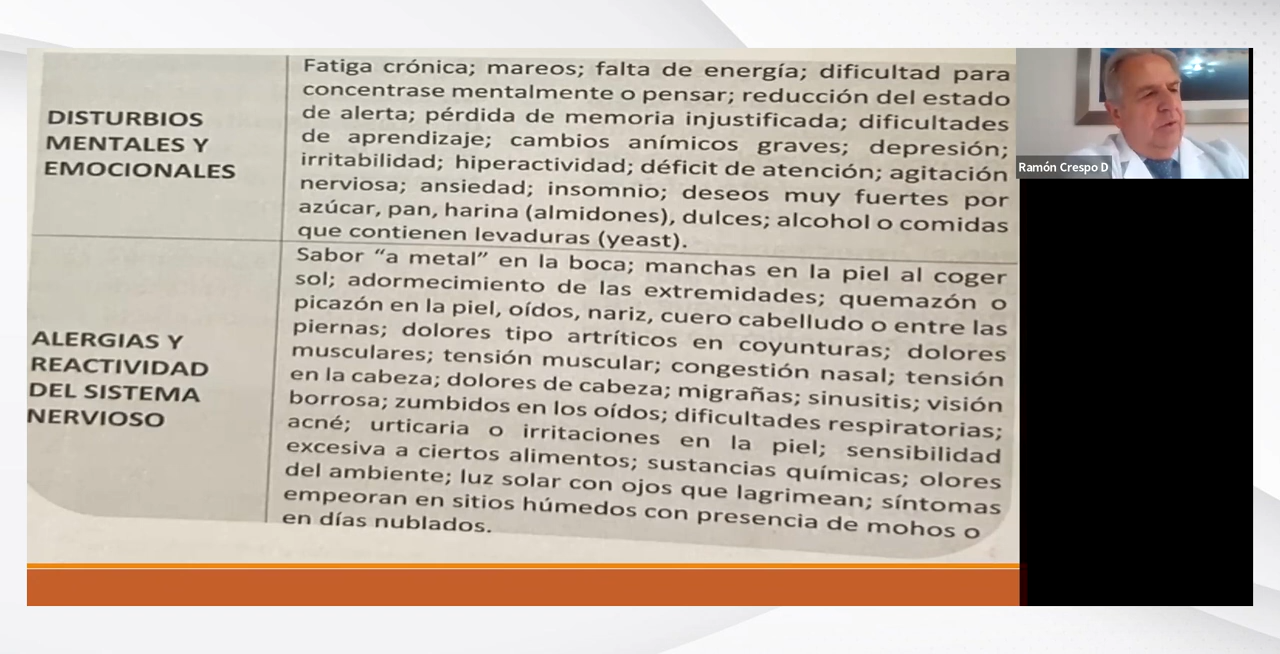 DISTURBIOS
MENTALES Y
EMOCIONALES
Fatiga crónica; mareos; falta de energía; dificultad para
concentrase mentalmente o pensar; reducción del estado
de alerta; pérdida de memoria injustificada; dificultades
de aprendizaje; cambios anímicos graves; depresión;
irritabilidad; hiperactividad; déficit de atención; agitación
nerviosa; ansiedad; insomnio; deseos muy fuertes por
azúcar, pan, harina (almidones), dulces; alcohol o comidas
que contienen levaduras (yeast).
ALERGIAS Y
REACTIVIDAD
DEL SISTEMA
NERVIOSO
Sabor “a metal” en la boca; manchas en la piel al coger
sol; adormecimiento de las extremidades; quemazón o
picazón en la piel, oídos, nariz, cuero cabelludo o entre las
piernas; dolores tipo artríticos en coyunturas; dolores
musculares; tensión muscular; congestión nasal; tensión
en la cabeza; dolores de cabeza; migrañas; sinusitis; visión
borrosa; zumbidos en los oídos; dificultades respiratorias;
acné; urticaria o irritaciones en la piel; sensibilidad
excesiva a ciertos alimentos; sustancias químicas; olores
del ambiente; luz solar con ojos que lagrimean; síntomas
empeoran en sitios húmedos con presencia de mohos o
en días nublados.
Ramón Crespo D